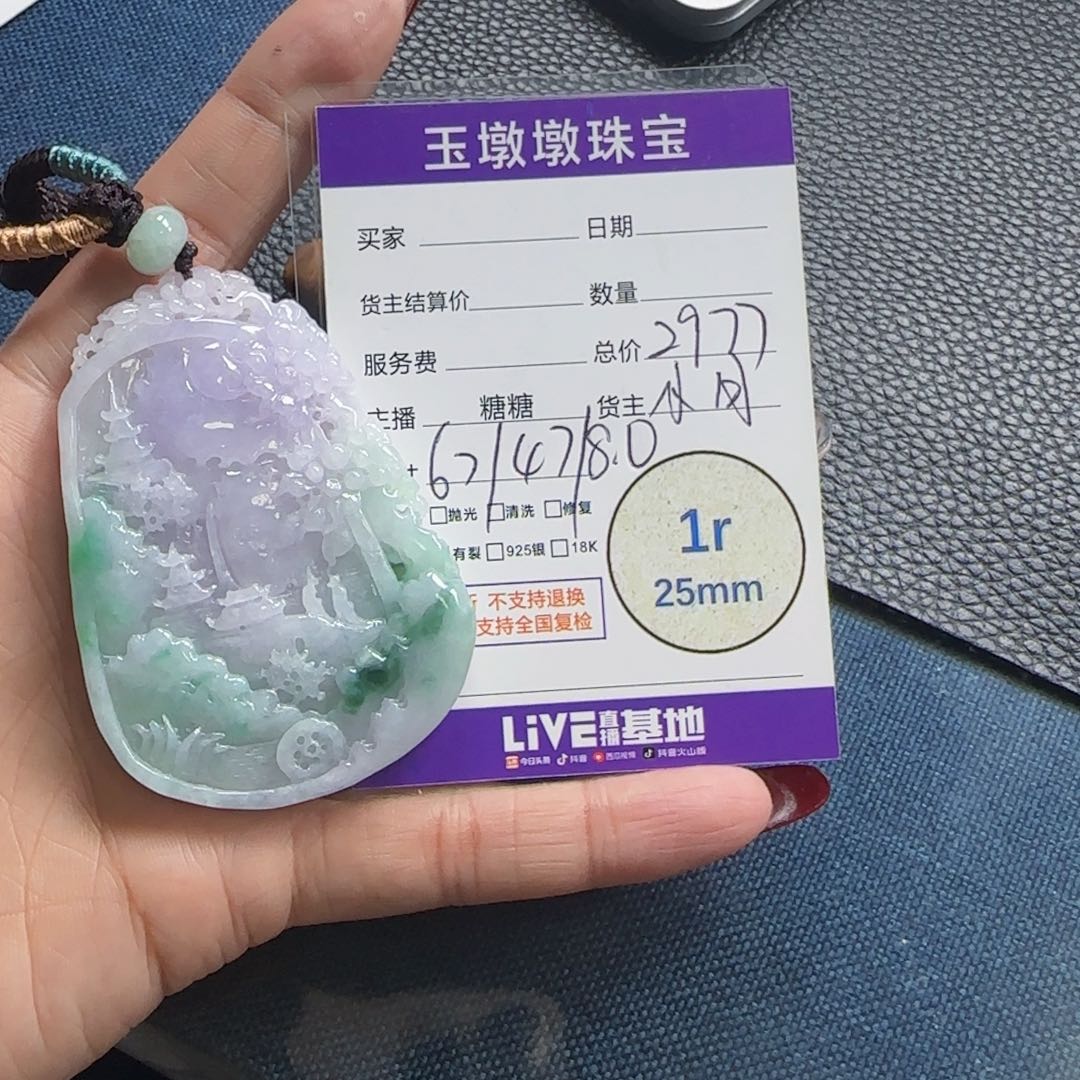 玉墩墩珠宝
买家 日期
货主结算价 数量
服务费 总价 2977
主播 糖糖 货主
67/47/8.0
抛光 清洗 修复
有裂 925银 18K
不支持退换
支持全国复检
1r
25mm
LiVE直播基地
今日头条 抖音 西瓜视频 抖音火山版